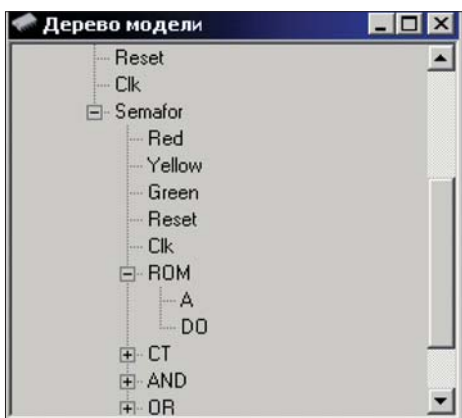 Дерево модели
Reset
Clk
Semafor
Red
Yellow
Green
Reset
Clk
ROM
A
DO
CT
AND
OR